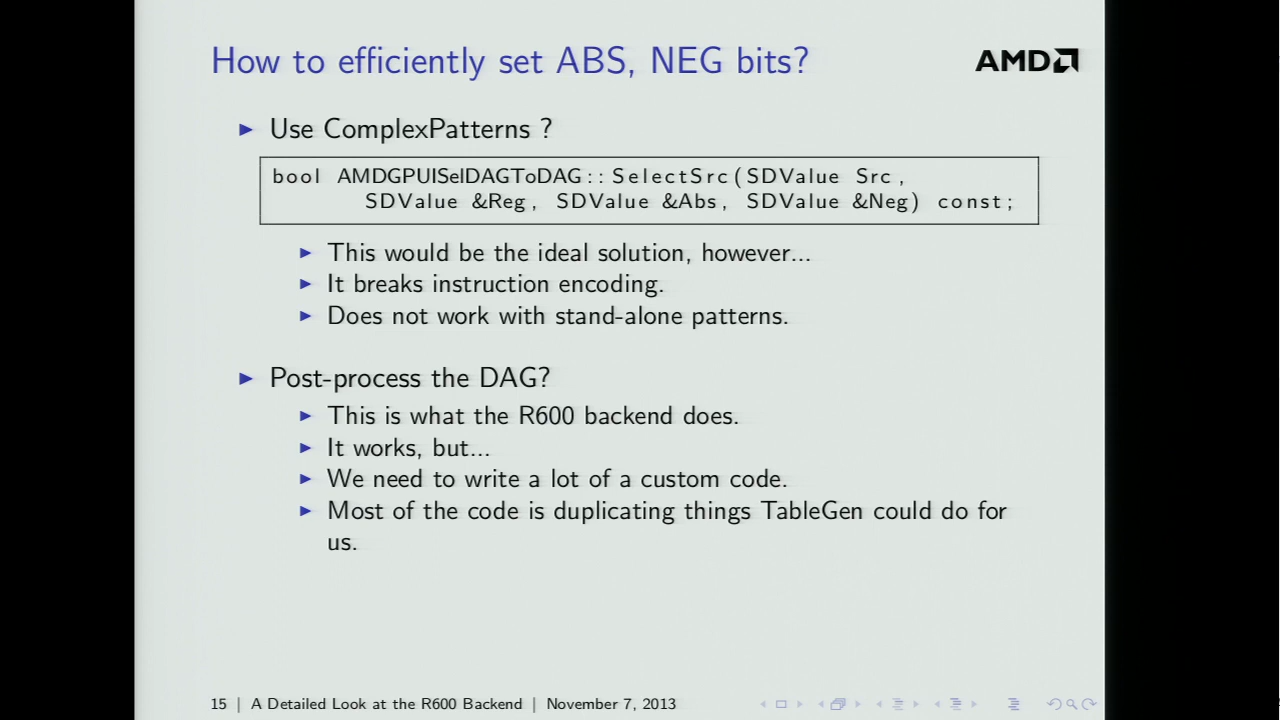 How to efficiently set ABS, NEG bits?
AMD
Use ComplexPatterns ?
bool AMDGPUISelDAGToDAG::SelectSrc(SDValue Src,
SDValue &Reg, SDValue &Abs, SDValue &Neg) const;
This would be the ideal solution, however...
It breaks instruction encoding.
Does not work with stand-alone patterns.
Post-process the DAG?
This is what the R600 backend does.
It works, but...
We need to write a lot of a custom code.
Most of the code is duplicating things TableGen could do for
us.
15 | A Detailed Look at the R600 Backend | November 7, 2013